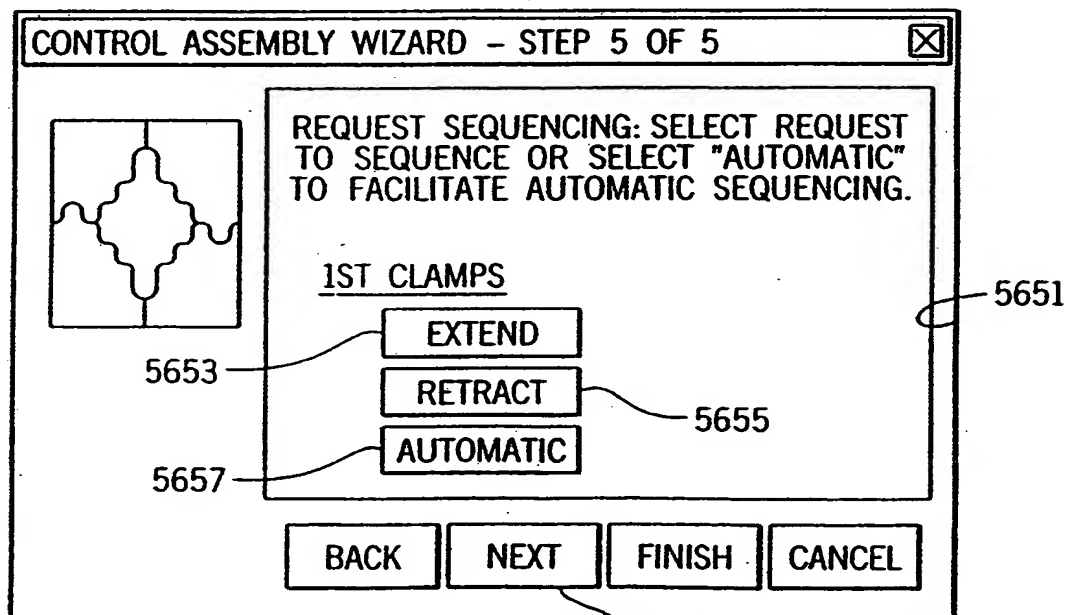 CONTROL ASSEMBLY WIZARD – STEP 5 OF 5
REQUEST SEQUENCING: SELECT REQUEST
TO SEQUENCE OR SELECT "AUTOMATIC"
TO FACILITATE AUTOMATIC SEQUENCING.
1ST CLAMPS
5651
EXTEND
5653
RETRACT
5655
AUTOMATIC
5657
BACK NEXT FINISH CANCEL